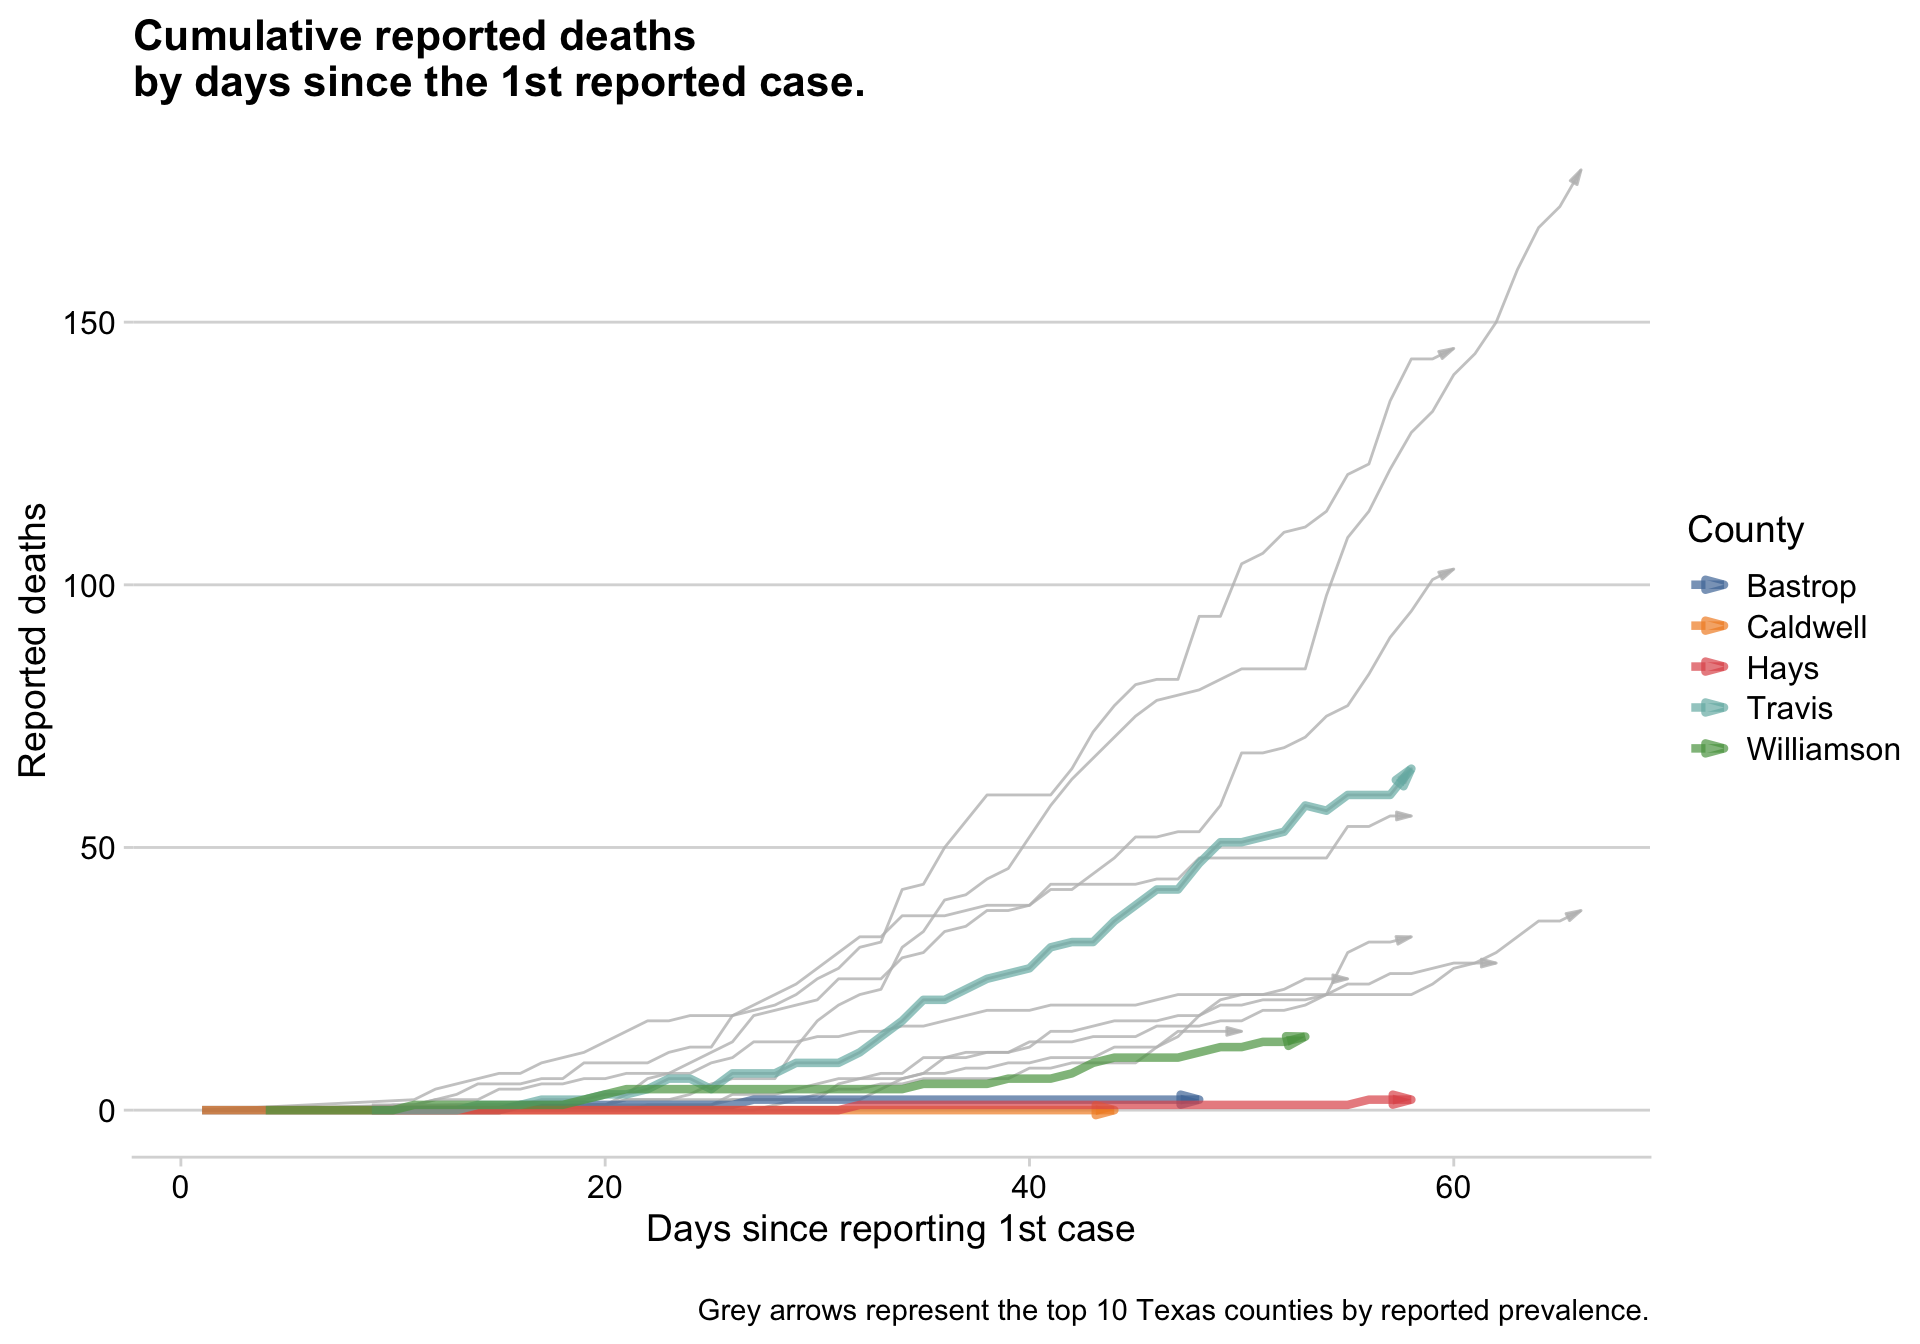 Cumulative reported deaths
by days since the 1st reported case.
Reported deaths
150
100
50
0
0 20 40 60
Days since reporting 1st case
County
Bastrop
Caldwell
Hays
Travis
Williamson
Grey arrows represent the top 10 Texas counties by reported prevalence.